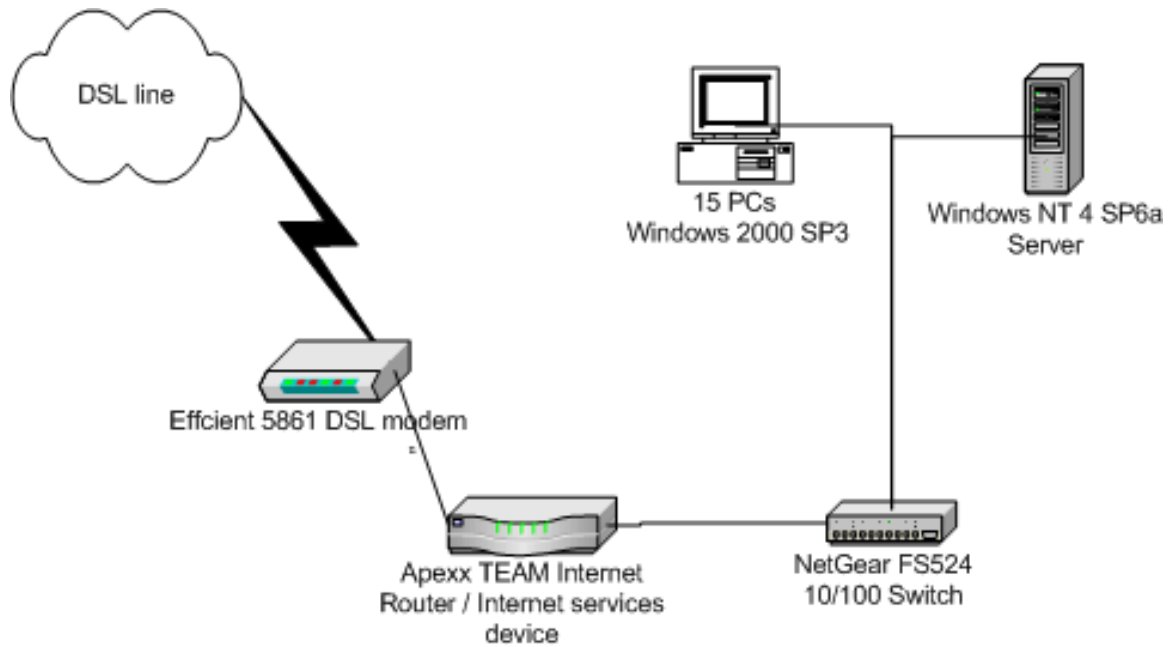 DSL line
15 PCs
Windows 2000 SP3
Windows NT 4 SP6a
Server
Effcient 5861 DSL modem
Apexx TEAM Internet
Router / Internet services
device
NetGear FS524
10/100 Switch